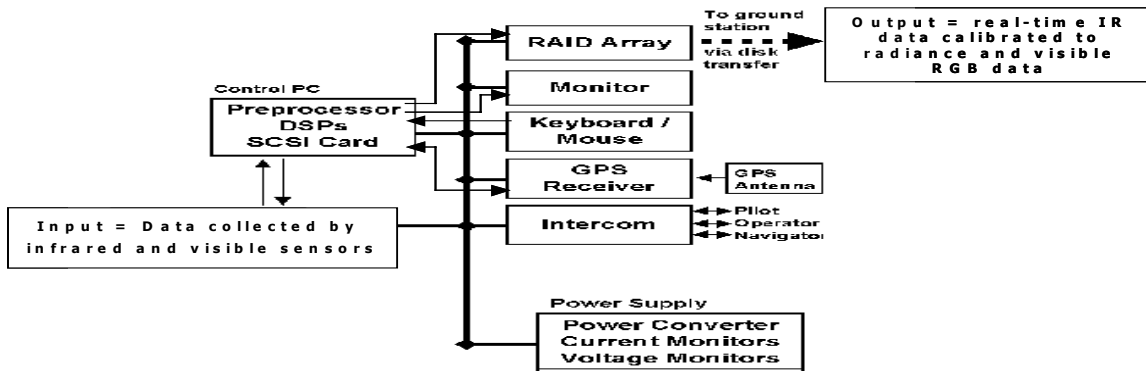 To ground
station
via disk
transfer
RAID Array
Output = real-time IR
data calibrated to
radiance and visible
RGB data
Monitor
Control PC
Preprocessor
DSPs
SCSI Card
Keyboard /
Mouse
GPS
Receiver
GPS
Antenna
Input = Data collected by
infrared and visible sensors
Intercom
Pilot
Operator
Navigator
Power Supply
Power Converter
Current Monitors
Voltage Monitors